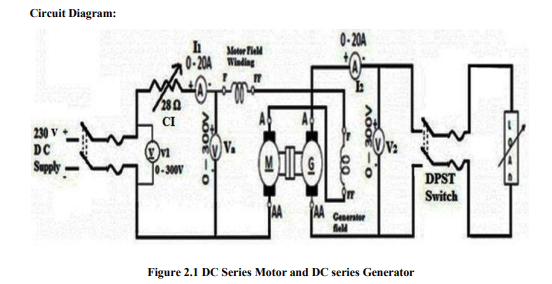 Circuit Diagram:
I1
0-20A
Motor Field
Winding
0-20A
F
FF
+
A
+
A
-
I2
28 Ω
CI
230 V +
DC
Supply -
V
V1
0-300V
V
Va
0-300V
A
A
M
G
AA
AA
F
FF
Generator
field
0-300V
V
V2
DPST
Switch
LOAD
Figure 2.1 DC Series Motor and DC series Generator